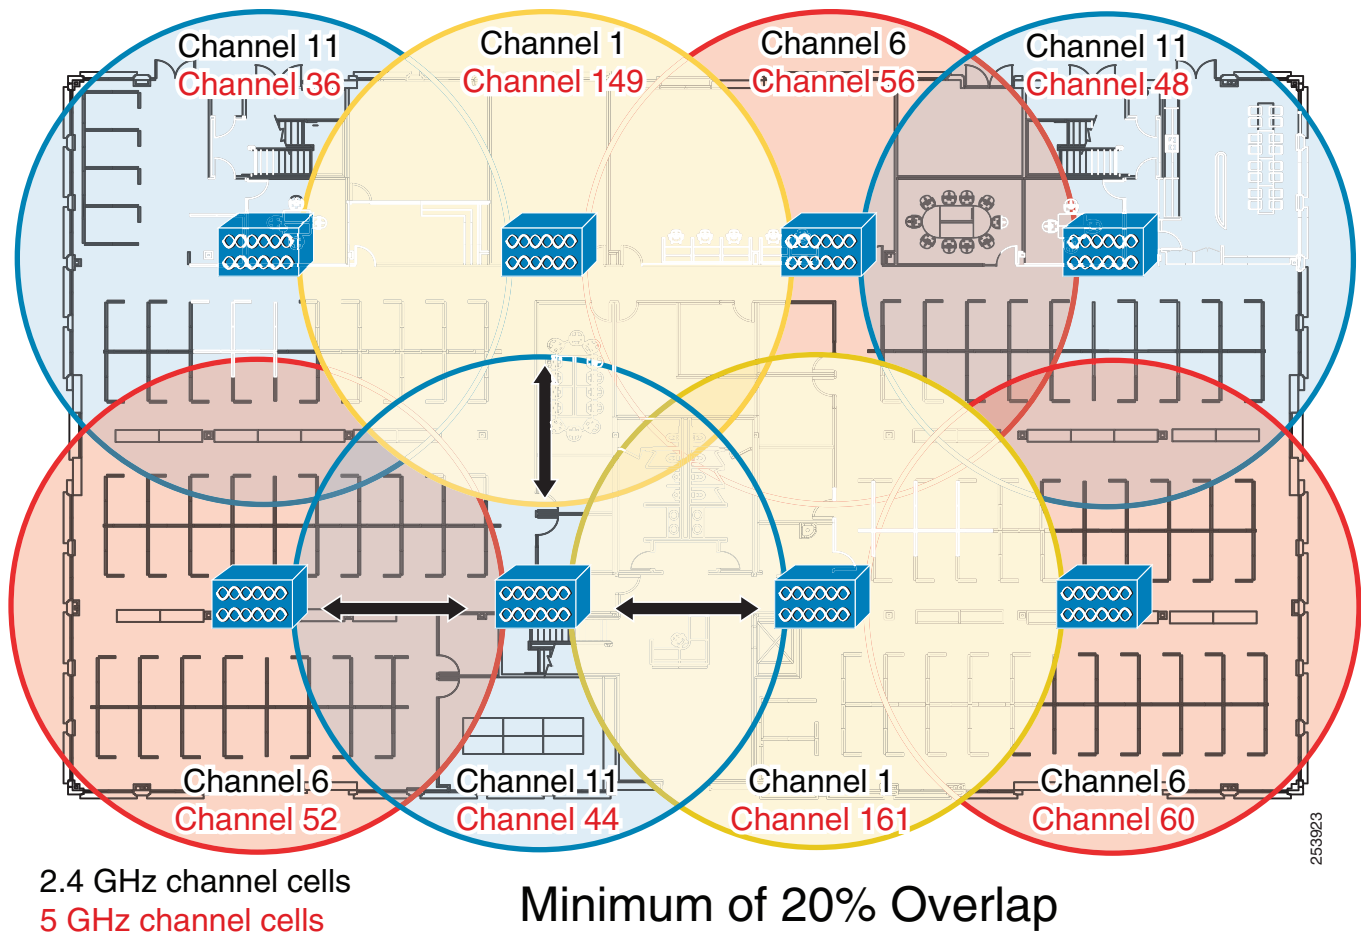 Channel 11
Channel 36
Channel 1
Channel 149
Channel 6
Channel 56
Channel 11
Channel 48
Channel 6
Channel 52
Channel 11
Channel 44
Channel 1
Channel 161
Channel 6
Channel 60
253923
2.4 GHz channel cells
5 GHz channel cells
Minimum of 20% Overlap